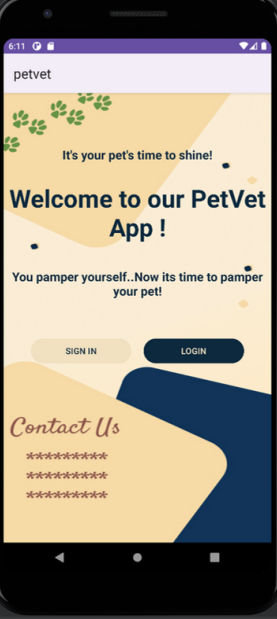 6:11
petvet
It's your pet's time to shine!
Welcome to our PetVet
App !
You pamper yourself..Now its time to pamper
your pet!
SIGN IN
LOGIN
Contact Us
*********
*********
*********